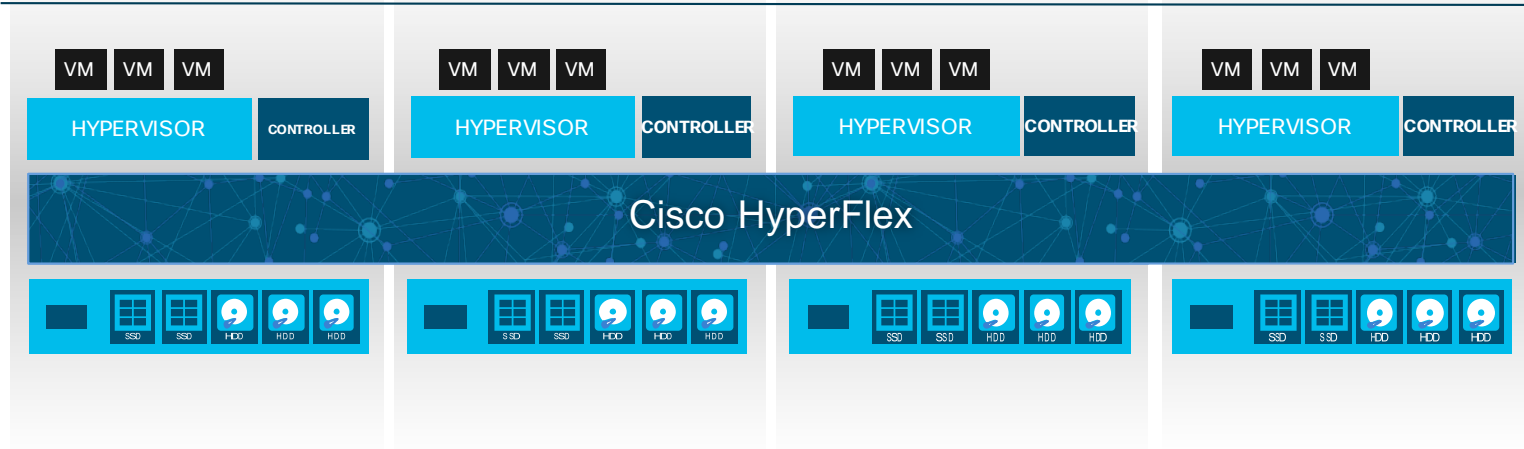 VM VM VM VM VM VM VM VM VM VM VM VM
HYPERVISOR CONTROLLER HYPERVISOR CONTROLLER HYPERVISOR CONTROLLER HYPERVISOR CONTROLLER
Cisco HyperFlex
SSD SSD HDD HDD HDD SSD SSD HDD HDD HDD SSD SSD HDD HDD HDD SSD SSD HDD HDD HDD